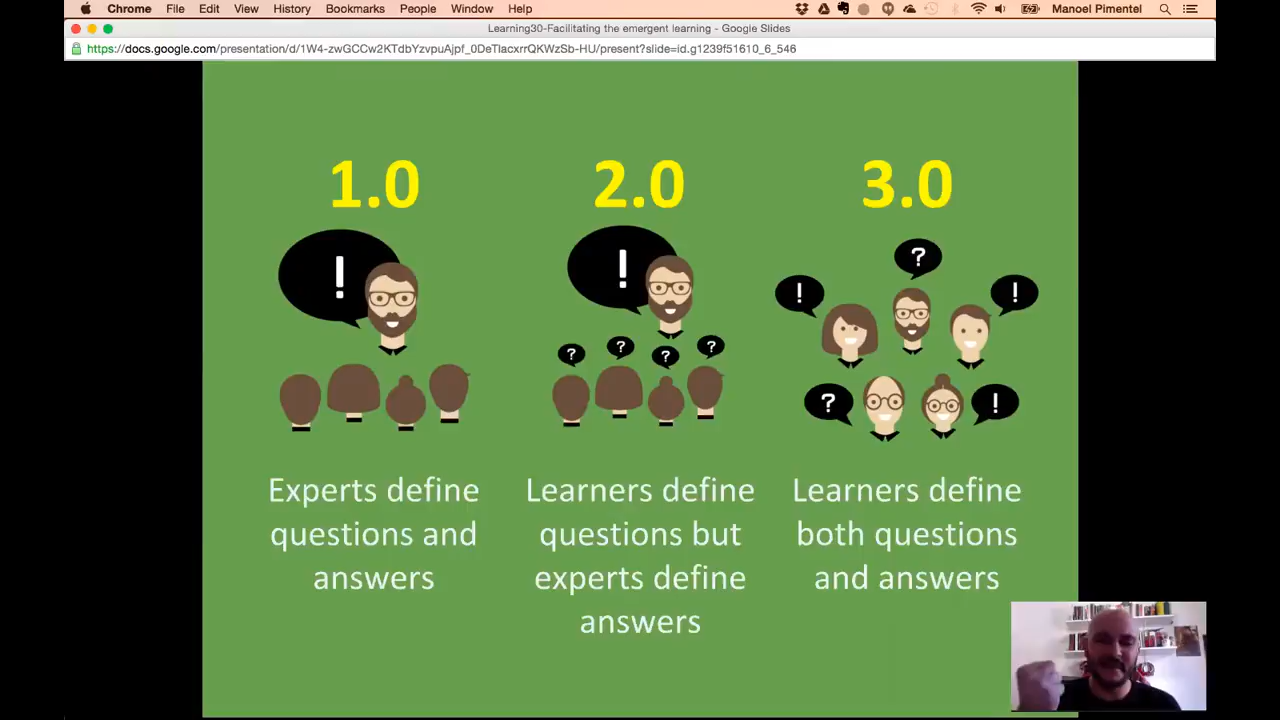 Chrome File Edit View History Bookmarks People Window Help Manoel Pimentel
Learning30-Facilitating the emergent learning - Google Slides
https://docs.google.com/presentation/d/1W4-zwGCCw2KTdbYzvpuAjpf_0DeTlacxrrQKWzSb-HU/present?slide=id.g1239f51610_6_546
1.0 2.0 3.0
! ! ?
! !
? ? ? ?
? !
Experts define
questions and
answers
Learners define
questions but
experts define
answers
Learners define
both questions
and answers